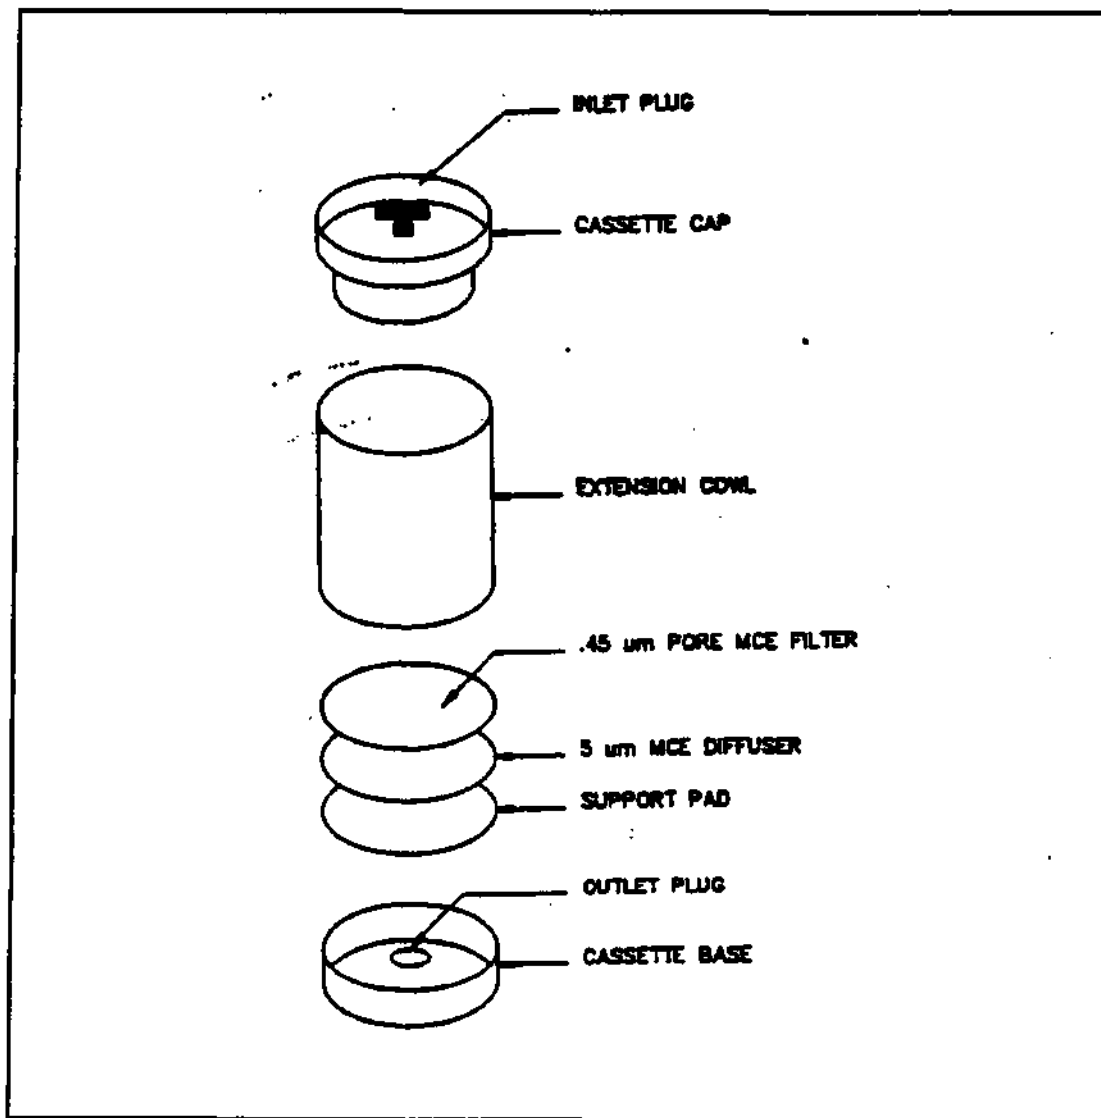 INLET PLUG
CASSETTE CAP
EXTENSION COWL
.45 um PORE MCE FILTER
5 um MCE DIFFUSER
SUPPORT PAD
OUTLET PLUG
CASSETTE BASE